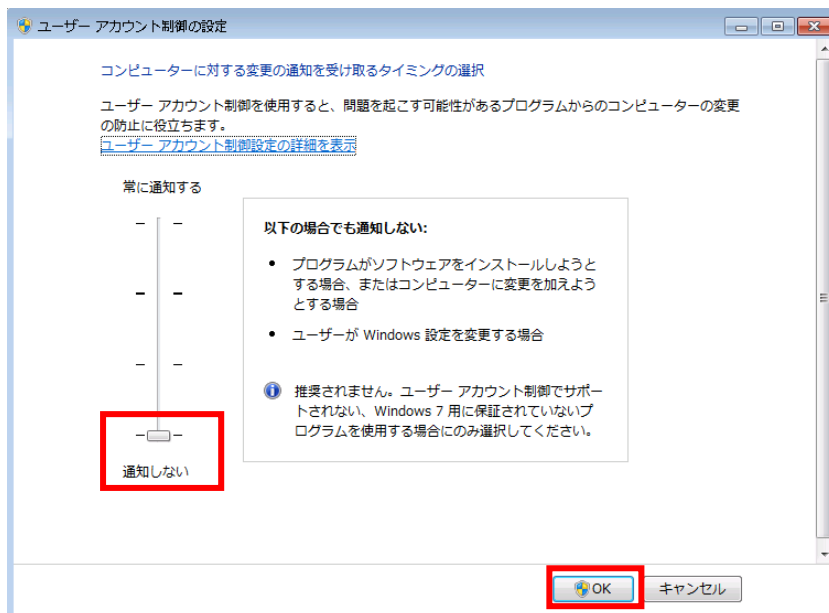 ユーザー アカウント制御の設定
コンピューターに対する変更の通知を受け取るタイミングの選択
ユーザー アカウント制御を使用すると、問題を起こす可能性があるプログラムからのコンピューターの変更
の防止に役立ちます。
ユーザー アカウント制御設定の詳細を表示
常に通知する
以下の場合でも通知しない:
• プログラムがソフトウェアをインストールしようと
する場合、またはコンピューターに変更を加えよう
とする場合
• ユーザーが Windows 設定を変更する場合
推奨されません。ユーザー アカウント制御でサポー
トされない、Windows 7 用に保証されていないプ
ログラムを使用する場合にのみ選択してください。
通知しない
OK
キャンセル